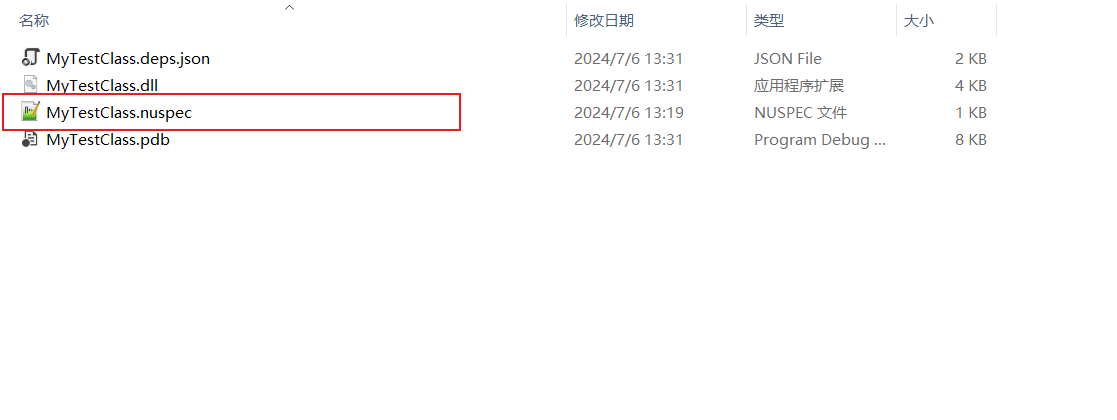 名称 修改日期 类型 大小
MyTestClass.deps.json 2024/7/6 13:31 JSON File 2 KB
MyTestClass.dll 2024/7/6 13:31 应用程序扩展 4 KB
MyTestClass.nuspec 2024/7/6 13:19 NUSPEC 文件 1 KB
MyTestClass.pdb 2024/7/6 13:31 Program Debug ... 8 KB